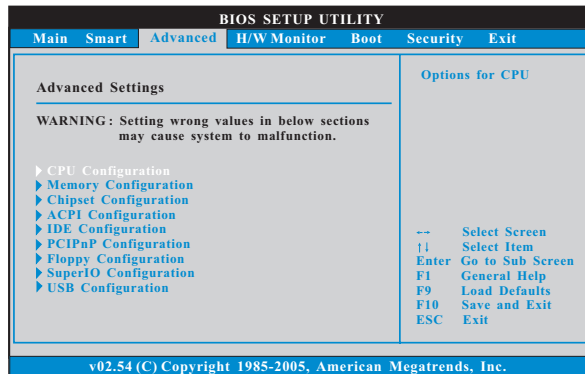 BIOS SETUP UTILITY
Main Smart Advanced H/W Monitor Boot Security Exit
Advanced Settings
WARNING : Setting wrong values in below sections
may cause system to malfunction.
CPU Configuration
Memory Configuration
Chipset Configuration
ACPI Configuration
IDE Configuration
PCIPnP Configuration
Floppy Configuration
SuperIO Configuration
USB Configuration
Options for CPU
←→ Select Screen
↑↓ Select Item
Enter Go to Sub Screen
F1 General Help
F9 Load Defaults
F10 Save and Exit
ESC Exit
v02.54 (C) Copyright 1985-2005, American Megatrends, Inc.